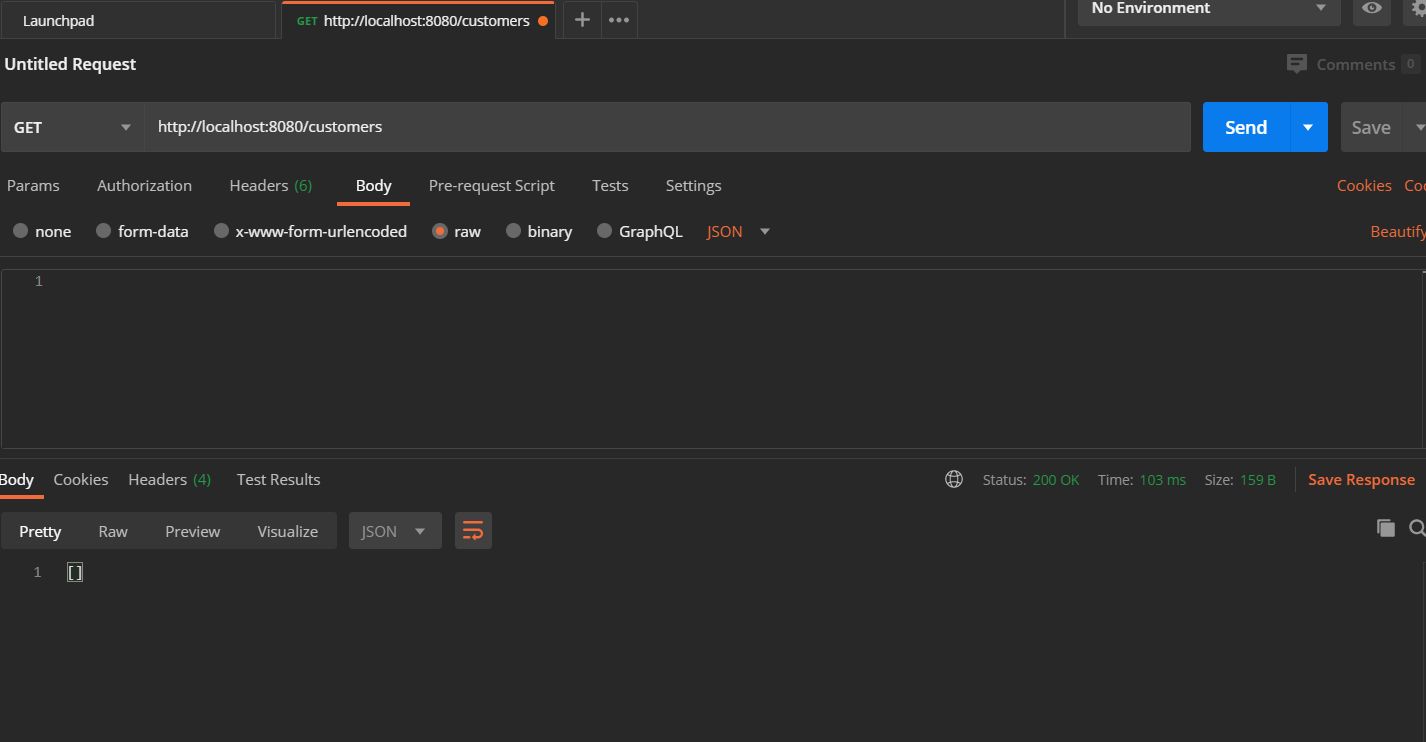 Launchpad GET http://localhost:8080/customers No Environment
Untitled Request Comments 0
GET http://localhost:8080/customers Send Save
Params Authorization Headers (6) Body Pre-request Script Tests Settings Cookies
none form-data x-www-form-urlencoded raw binary GraphQL JSON Beautify
1
Body Cookies Headers (4) Test Results Status: 200 OK Time: 103 ms Size: 159 B Save Response
Pretty Raw Preview Visualize JSON
1 []